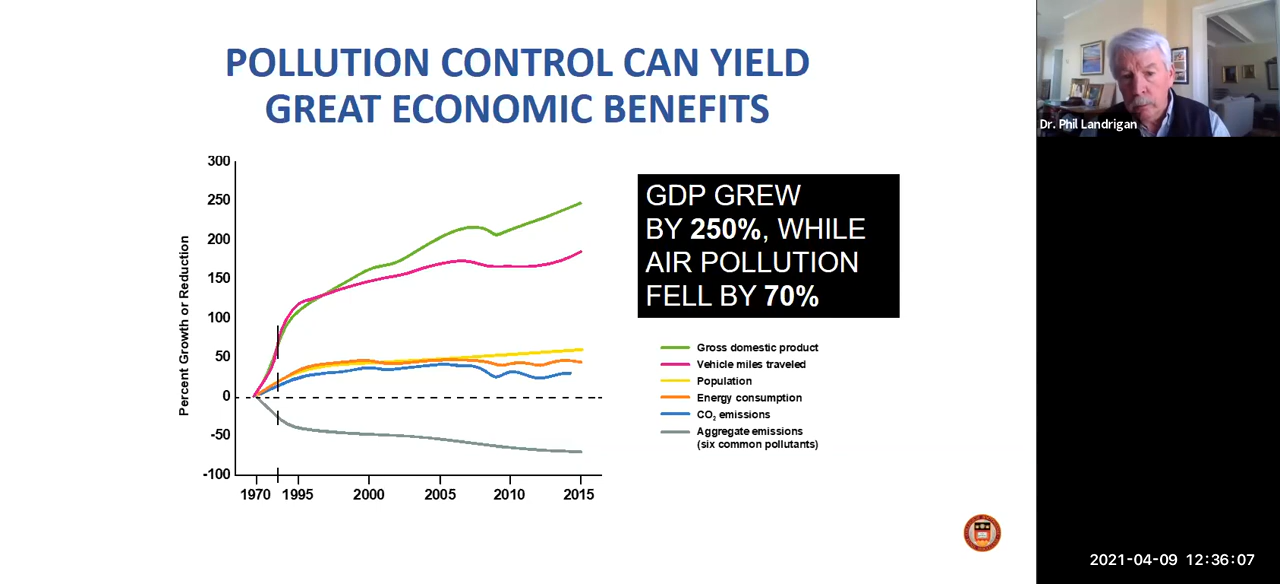 POLLUTION CONTROL CAN YIELD
GREAT ECONOMIC BENEFITS
Percent Growth or Reduction
300
250
200
150
100
50
0
-50
-100
1970 1995 2000 2005 2010 2015
GDP GREW
BY 250%, WHILE
AIR POLLUTION
FELL BY 70%
Gross domestic product
Vehicle miles traveled
Population
Energy consumption
CO₂ emissions
Aggregate emissions
(six common pollutants)
Dr. Phil Landrigan
2021-04-09 12:36:07